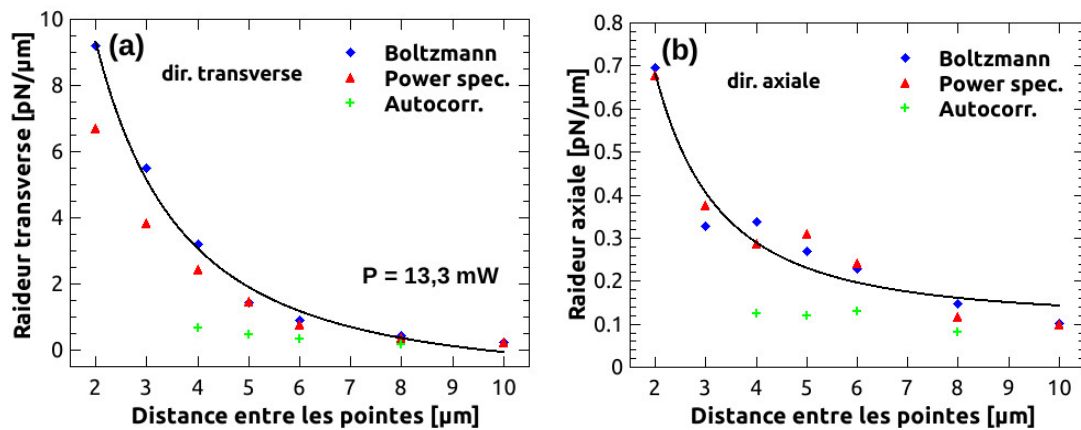 10
8
6
4
2
0
Raideur transverse [pN/µm]
(a)
dir. transverse
Boltzmann
Power spec.
Autocorr.
P = 13,3 mW
2 3 4 5 6 7 8 9 10
Distance entre les pointes [µm]
0.8
0.7
0.6
0.5
0.4
0.3
0.2
0.1
0
Raideur axiale [pN/µm]
(b)
dir. axiale
Boltzmann
Power spec.
Autocorr.
2 3 4 5 6 7 8 9 10
Distance entre les pointes [µm]